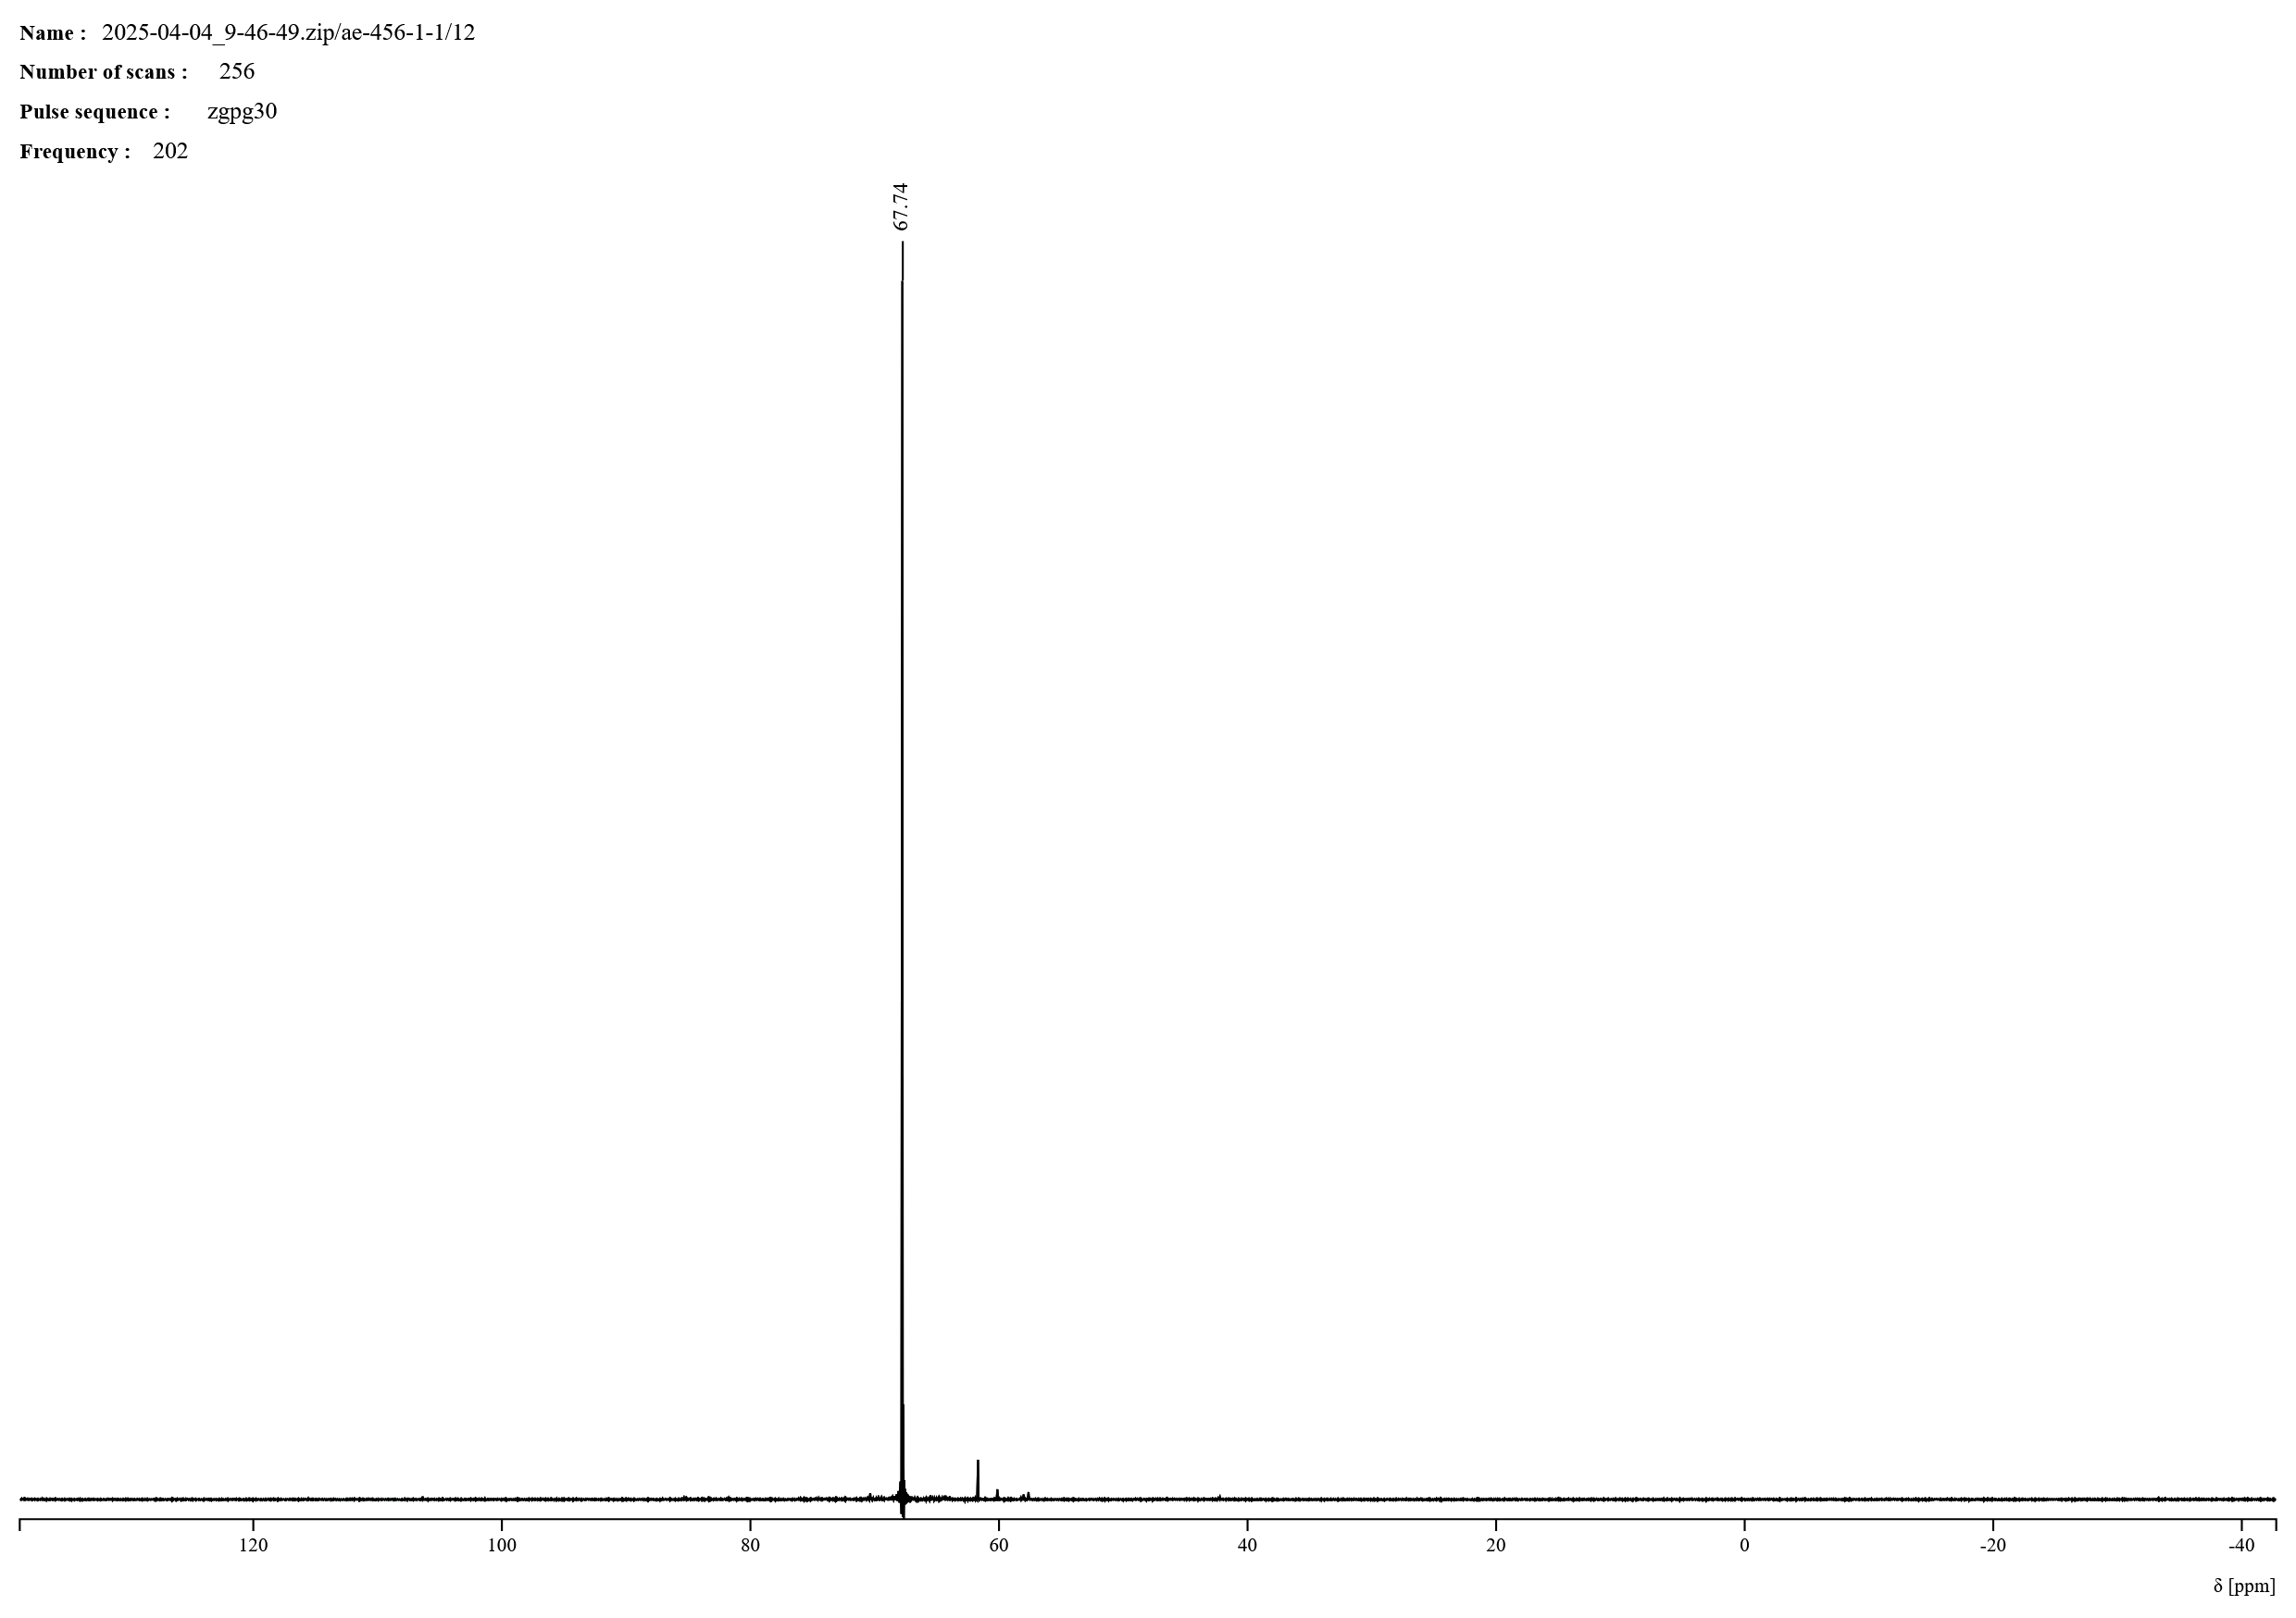 Name : 2025-04-04_9-46-49.zip/ae-456-1-1/12
Number of scans : 256
Pulse sequence : zgpg30
Frequency : 202
67.74
120 100 80 60 40 20 0 -20 -40
δ [ppm]